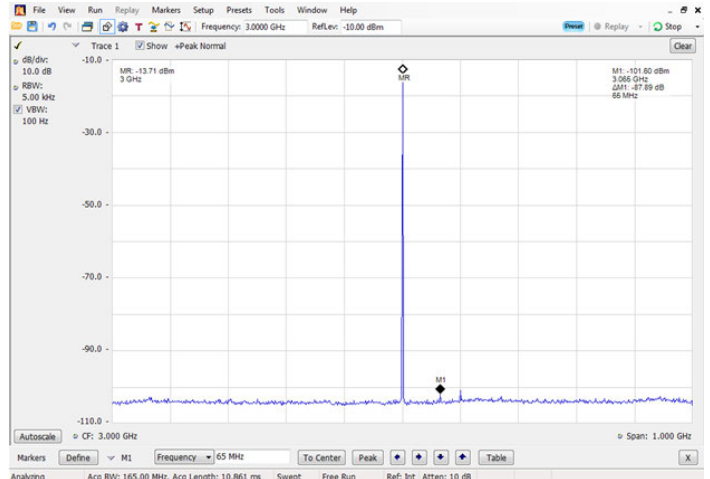 File View Run Replay Markers Setup Presets Tools Window Help
Frequency: 3.0000 GHz RefLev: -10.00 dBm Preset Replay Stop
Trace 1 Show +Peak Normal Clear
dB/div:
10.0 dB
RBW:
5.00 kHz
VBW:
100 Hz
-10.0
-30.0
-50.0
-70.0
-90.0
-110.0
MR: -13.71 dBm
3 GHz
MR
M1: -101.60 dBm
3.065 GHz
ΔM1: -87.89 dB
65 MHz
M1
Autoscale CF: 3.000 GHz Span: 1.000 GHz
Markers Define M1 Frequency 65 MHz To Center Peak Table X
Analyzing Acq BW: 165.00 MHz, Acq Length: 10.861 ms Swept Free Run Ref: Int Atten: 10 dB